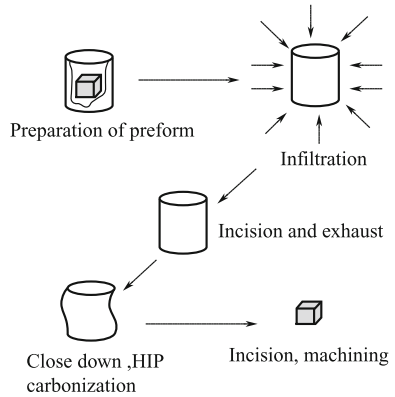 Preparation of preform
Infiltration
Incision and exhaust
Close down ,HIP
carbonization
Incision, machining